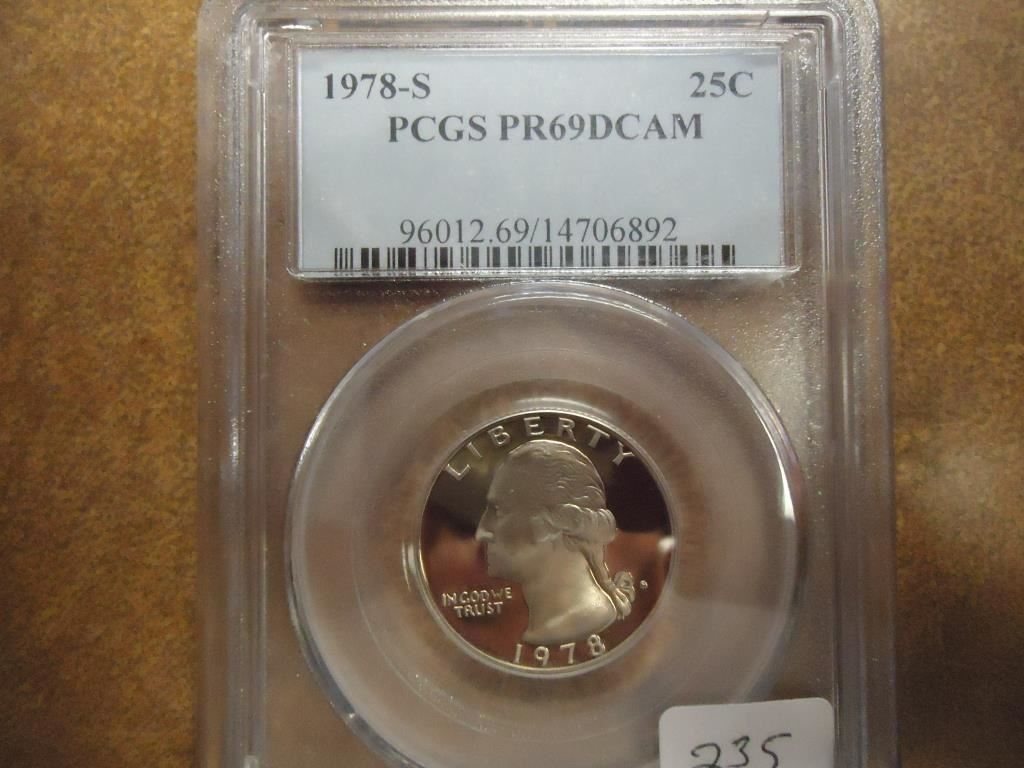 1978-S 25C
PCGS PR69DCAM
96012.69/14706892
LIBERTY
IN GOD WE
TRUST
1978
235